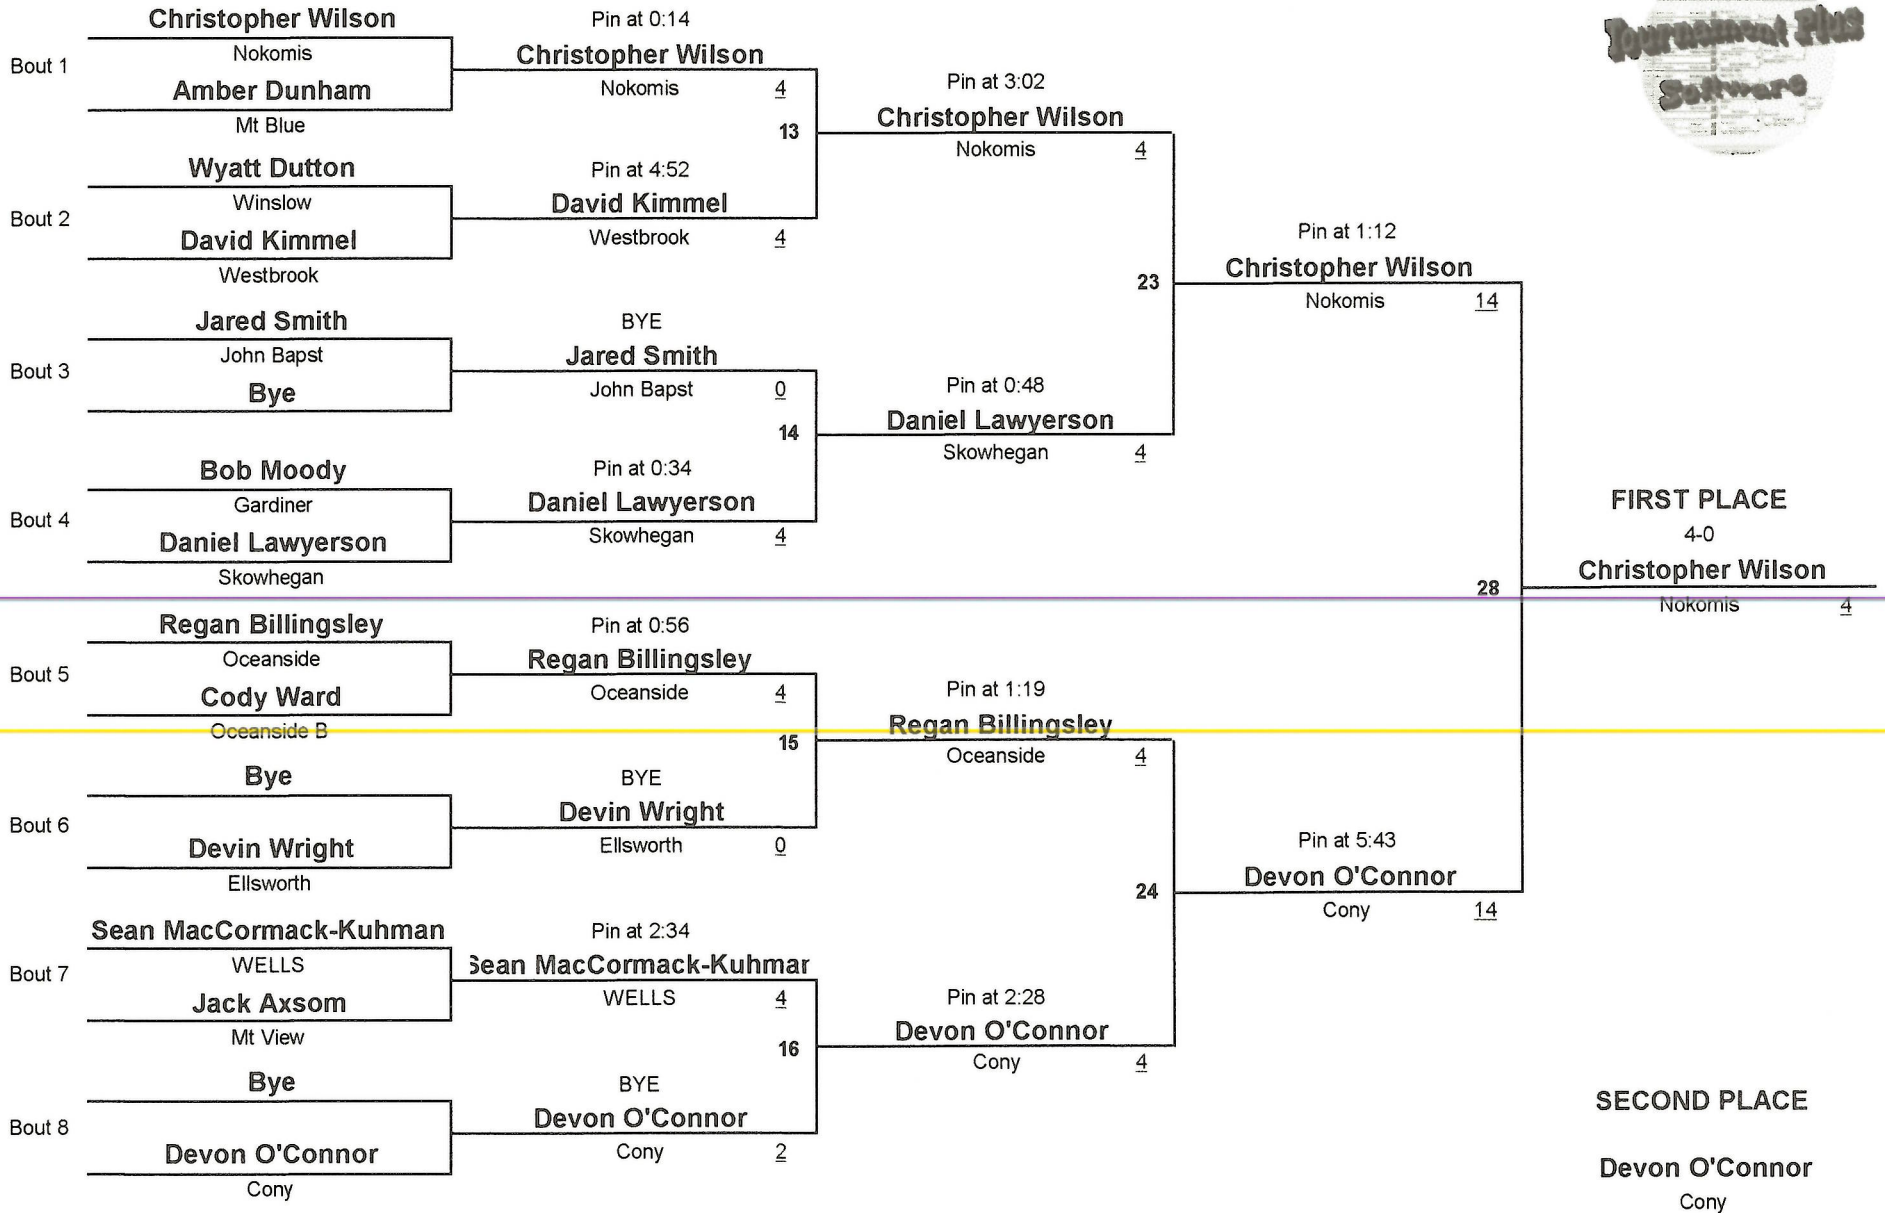 Tournament Plus
Software
Bout 1
Christopher Wilson
Nokomis
Amber Dunham
Mt Blue
Bout 2
Wyatt Dutton
Winslow
David Kimmel
Westbrook
Bout 3
Jared Smith
John Bapst
Bye
Bout 4
Bob Moody
Gardiner
Daniel Lawyerson
Skowhegan
Bout 5
Regan Billingsley
Oceanside
Cody Ward
Oceanside B
Bout 6
Bye
Devin Wright
Ellsworth
Bout 7
Sean MacCormack-Kuhman
WELLS
Jack Axsom
Mt View
Bout 8
Bye
Devon O'Connor
Cony
Pin at 0:14
Christopher Wilson
Nokomis 4
13
Pin at 4:52
David Kimmel
Westbrook 4
BYE
Jared Smith
John Bapst 0
14
Pin at 0:34
Daniel Lawyerson
Skowhegan 4
Pin at 0:56
Regan Billingsley
Oceanside 4
15
BYE
Devin Wright
Ellsworth 0
Pin at 2:34
Sean MacCormack-Kuhmar
WELLS 4
16
BYE
Devon O'Connor
Cony 2
Pin at 3:02
Christopher Wilson
Nokomis 4
23
Pin at 0:48
Daniel Lawyerson
Skowhegan 4
Pin at 1:19
Regan Billingsley
Oceanside 4
24
Pin at 2:28
Devon O'Connor
Cony 4
Pin at 1:12
Christopher Wilson
Nokomis 14
28
Pin at 5:43
Devon O'Connor
Cony 14
FIRST PLACE
4-0
Christopher Wilson
Nokomis 4
SECOND PLACE
Devon O'Connor
Cony